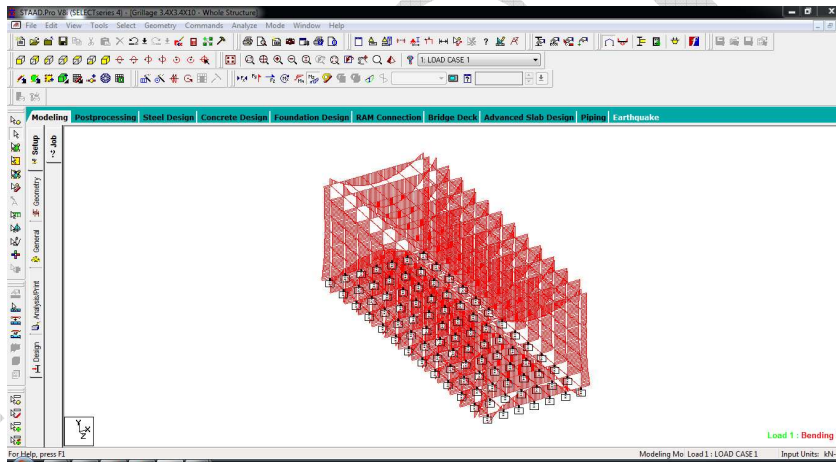 STAAD.Pro V8i (SELECTseries 4) - [Grillage 3.4X3.4X10 - Whole Structure]
File Edit View Tools Select Geometry Commands Analyze Mode Window Help
1: LOAD CASE 1
Modeling Postprocessing Steel Design Concrete Design Foundation Design RAM Connection Bridge Deck Advanced Slab Design Piping Earthquake
Setup
Job
Geometry
General
Analysis/Print
Design
Y
X
Z
Load 1 : Bending
For Help, press F1
Modeling Mo Load 1 : LOAD CASE 1 Input Units: kN-